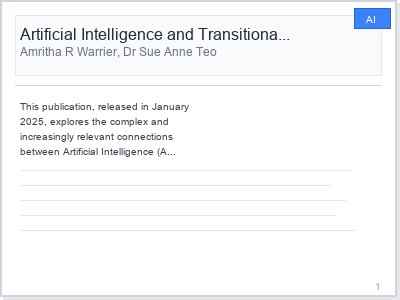 AI
Artificial Intelligence and Transitiona...
Amritha R Warrier, Dr Sue Anne Teo
This publication, released in January
2025, explores the complex and
increasingly relevant connections
between Artificial Intelligence (A...
1